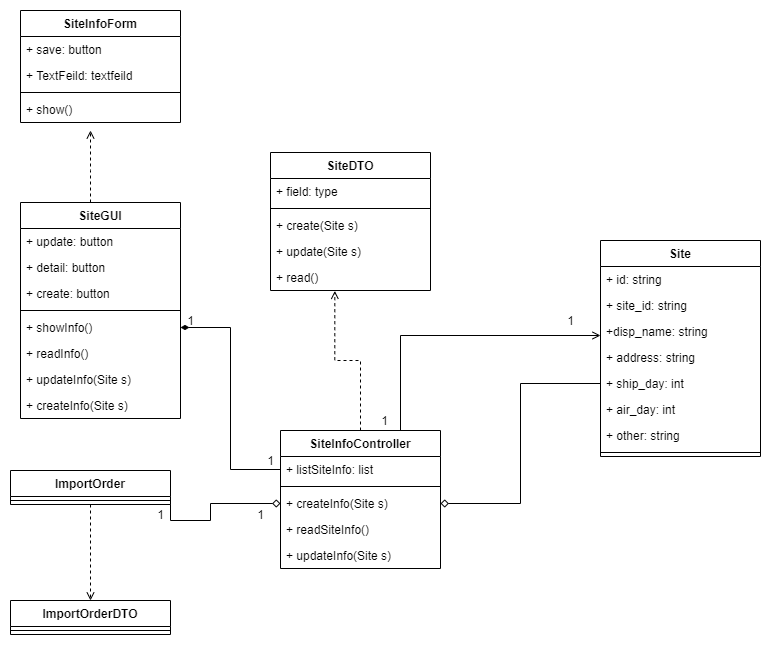 SiteInfoForm
+ save: button
+ TextFeild: textfeild
+ show()
SiteGUI
+ update: button
+ detail: button
+ create: button
+ showInfo()
+ readInfo()
+ updateInfo(Site s)
+ createInfo(Site s)
1
SiteDTO
+ field: type
+ create(Site s)
+ update(Site s)
+ read()
Site
+ id: string
+ site_id: string
+disp_name: string
+ address: string
+ ship_day: int
+ air_day: int
+ other: string
1
1
1
SiteInfoController
+ listSiteInfo: list
+ createInfo(Site s)
+ readSiteInfo()
+ updateInfo(Site s)
ImportOrder
1
1
ImportOrderDTO